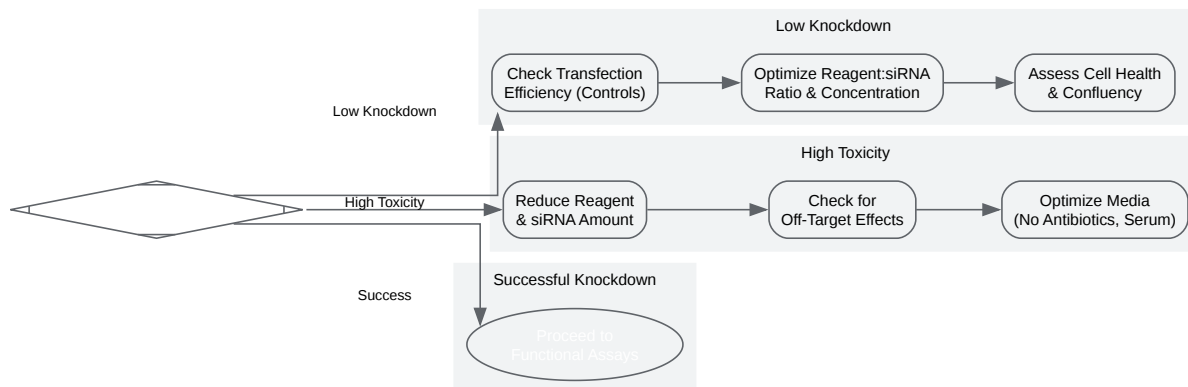 Low Knockdown
Check Transfection
Efficiency (Controls)
Optimize Reagent:siRNA
Ratio & Concentration
Assess Cell Health
& Confluency
Low Knockdown
High Toxicity
High Toxicity
Reduce Reagent
& siRNA Amount
Check for
Off-Target Effects
Optimize Media
(No Antibiotics, Serum)
Success
Successful Knockdown
Proceed to
Functional Assays